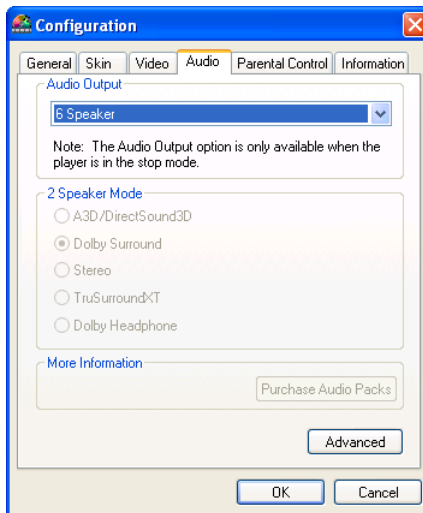 Configuration
General Skin Video Audio Parental Control Information
Audio Output
6 Speaker
Note: The Audio Output option is only available when the
player is in the stop mode.
2 Speaker Mode
A3D/DirectSound3D
Dolby Surround
Stereo
TruSurroundXT
Dolby Headphone
More Information
Purchase Audio Packs
Advanced
OK Cancel